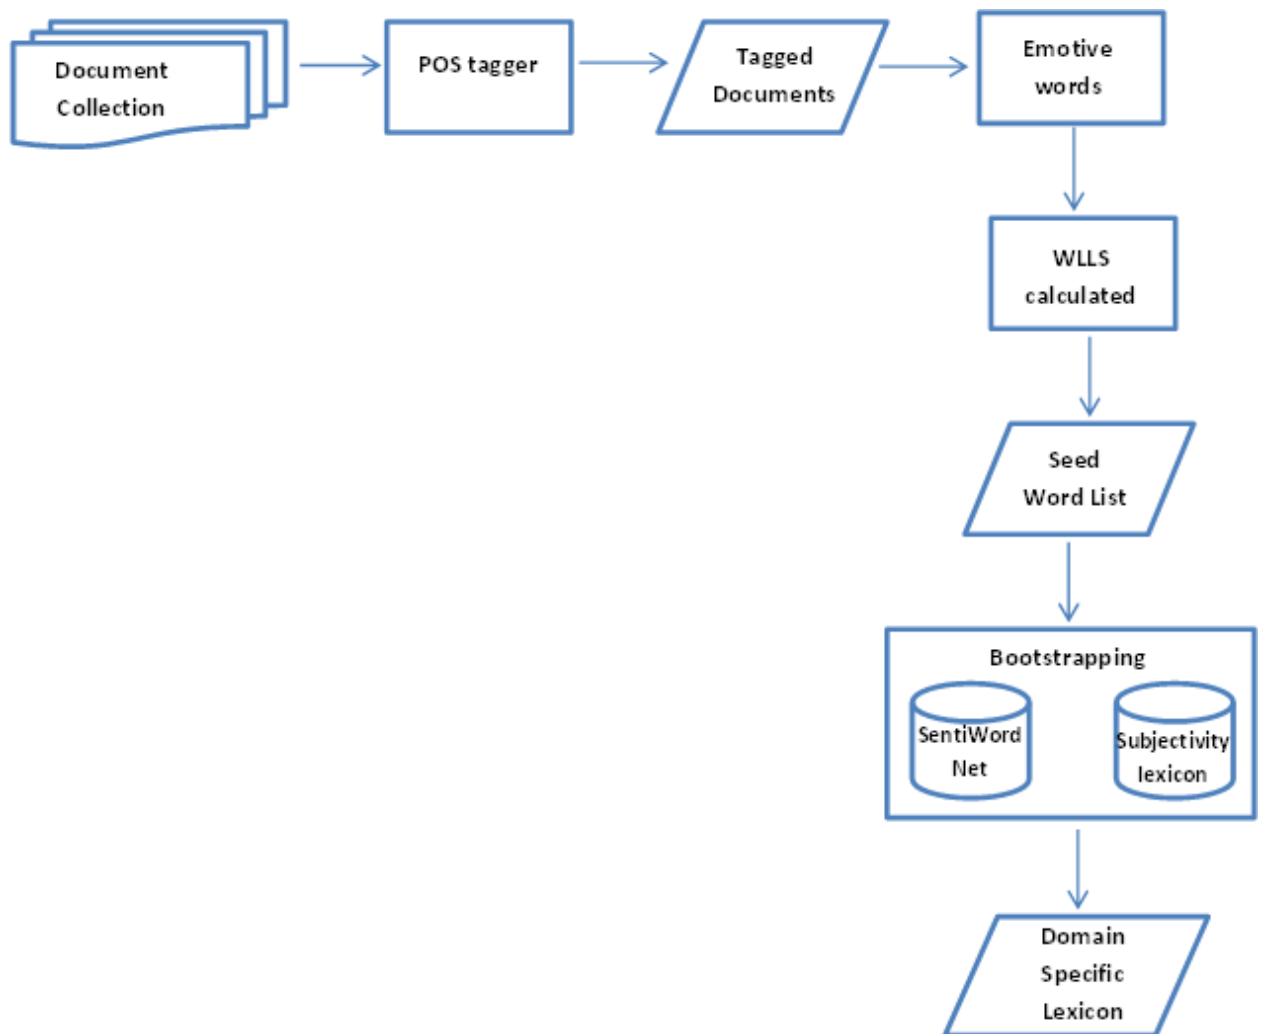 Document
Collection
POS tagger
Tagged
Documents
Emotive
words
WLLS
calculated
Seed
Word List
Bootstrapping
SentiWord
Net
Subjectivity
lexicon
Domain
Specific
Lexicon